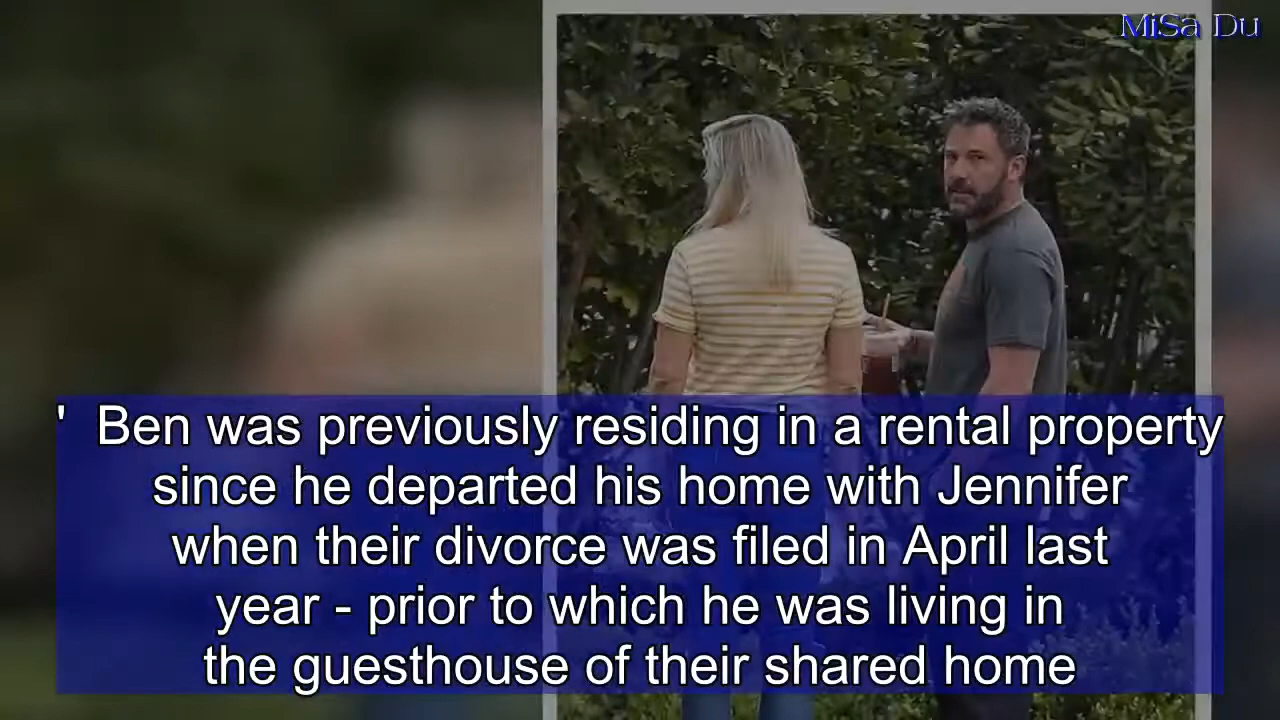 MiSa Du
' Ben was previously residing in a rental property
since he departed his home with Jennifer
when their divorce was filed in April last
year - prior to which he was living in
the guesthouse of their shared home